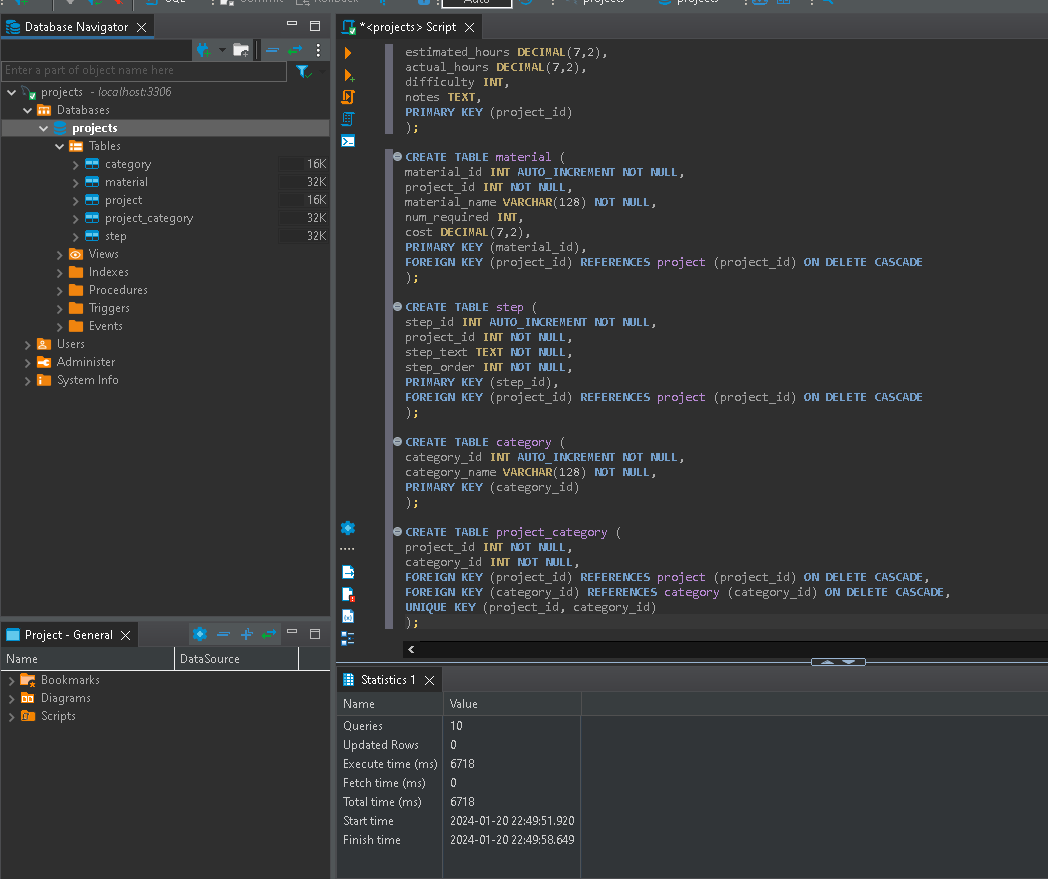 SQL
Commit
Rollback
Auto
projects
projects
Database Navigator
Enter a part of object name here
projects - localhost:3306
Databases
projects
Tables
category 16K
material 32K
project 16K
project_category 32K
step 32K
Views
Indexes
Procedures
Triggers
Events
Users
Administer
System Info
Project - General
Name DataSource
Bookmarks
Diagrams
Scripts
*<projects> Script
estimated_hours DECIMAL(7,2),
actual_hours DECIMAL(7,2),
difficulty INT,
notes TEXT,
PRIMARY KEY (project_id)
);
CREATE TABLE material (
material_id INT AUTO_INCREMENT NOT NULL,
project_id INT NOT NULL,
material_name VARCHAR(128) NOT NULL,
num_required INT,
cost DECIMAL(7,2),
PRIMARY KEY (material_id),
FOREIGN KEY (project_id) REFERENCES project (project_id) ON DELETE CASCADE
);
CREATE TABLE step (
step_id INT AUTO_INCREMENT NOT NULL,
project_id INT NOT NULL,
step_text TEXT NOT NULL,
step_order INT NOT NULL,
PRIMARY KEY (step_id),
FOREIGN KEY (project_id) REFERENCES project (project_id) ON DELETE CASCADE
);
CREATE TABLE category (
category_id INT AUTO_INCREMENT NOT NULL,
category_name VARCHAR(128) NOT NULL,
PRIMARY KEY (category_id)
);
CREATE TABLE project_category (
project_id INT NOT NULL,
category_id INT NOT NULL,
FOREIGN KEY (project_id) REFERENCES project (project_id) ON DELETE CASCADE,
FOREIGN KEY (category_id) REFERENCES category (category_id) ON DELETE CASCADE,
UNIQUE KEY (project_id, category_id)
);
Statistics 1
Name Value
Queries 10
Updated Rows 0
Execute time (ms) 6718
Fetch time (ms) 0
Total time (ms) 6718
Start time 2024-01-20 22:49:51.920
Finish time 2024-01-20 22:49:58.649